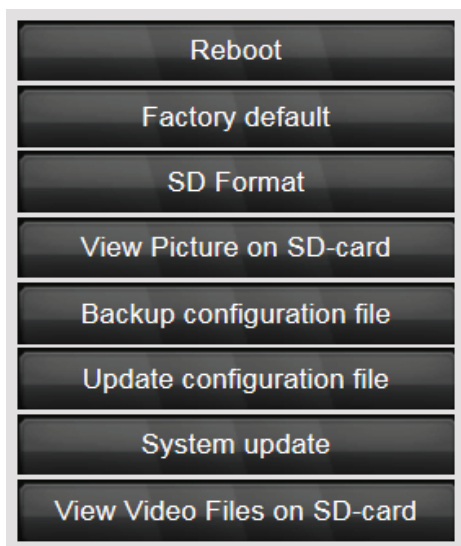 Reboot
Factory default
SD Format
View Picture on SD-card
Backup configuration file
Update configuration file
System update
View Video Files on SD-card